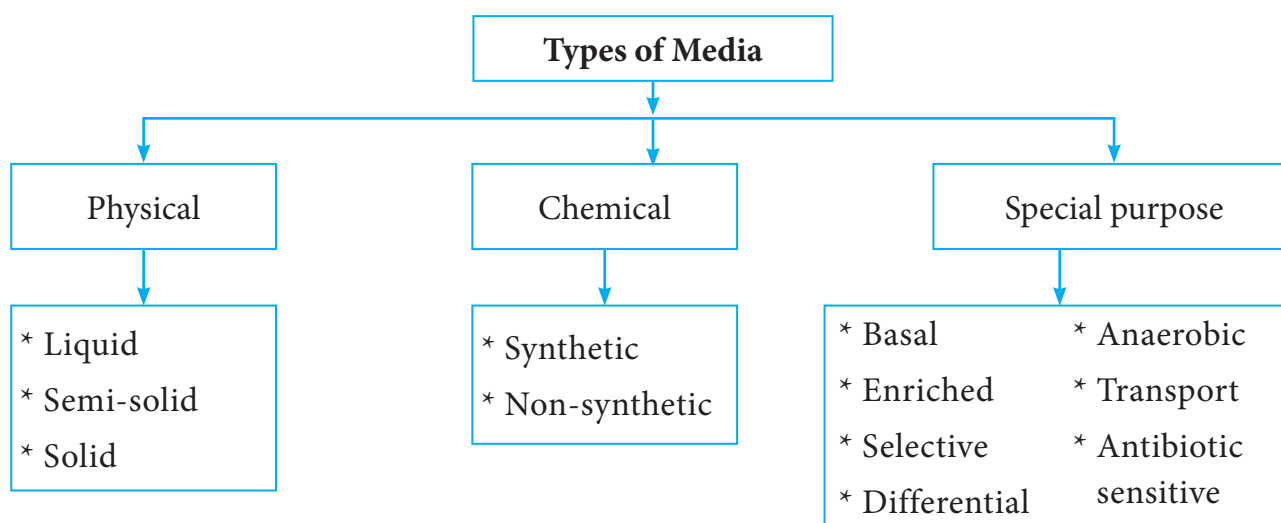 Types of Media
Physical
Chemical
Special purpose
* Liquid
* Semi-solid
* Solid
* Synthetic
* Non-synthetic
* Basal
* Enriched
* Selective
* Differential
* Anaerobic
* Transport
* Antibiotic
sensitive